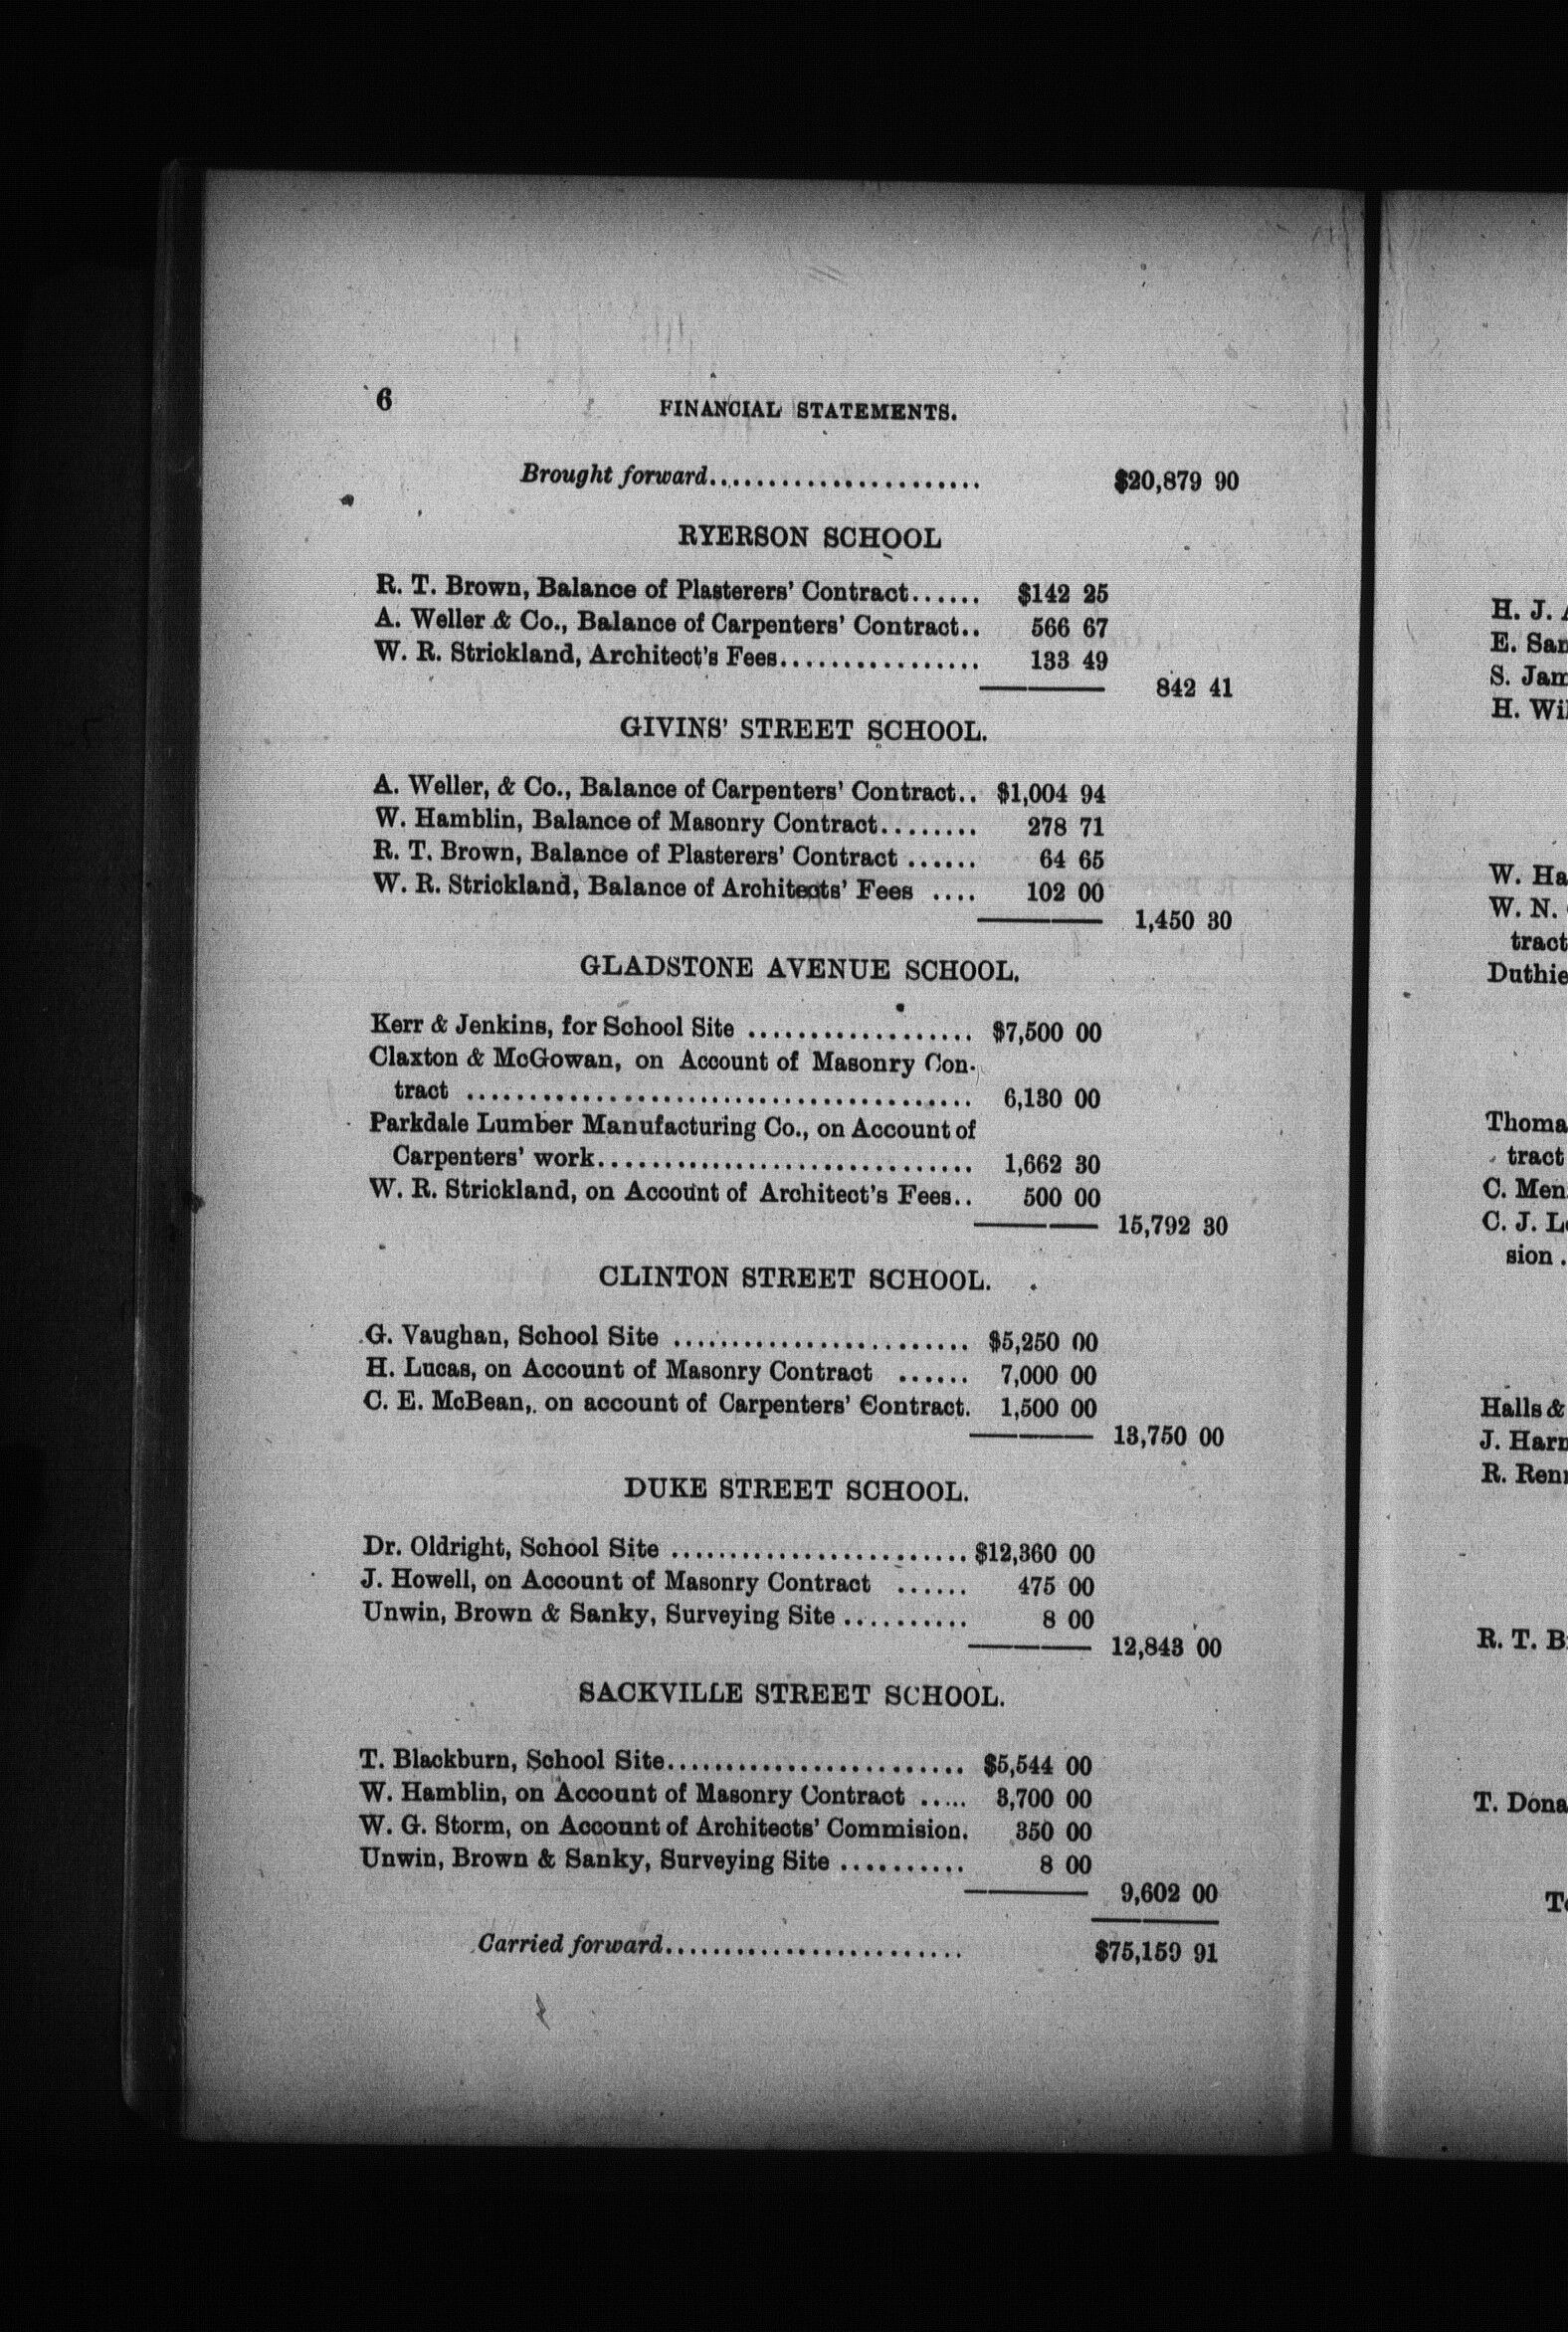 6
FINANCIAL STATEMENTS.
Brought forward....................... $20,879 90
RYERSON SCHOOL
R. T. Brown, Balance of Plasterers' Contract...... $142 25
A. Weller & Co., Balance of Carpenters' Contract.. 566 67
W. R. Strickland, Architect's Fees................ 133 49
842 41
GIVINS' STREET SCHOOL.
A. Weller, & Co., Balance of Carpenters' Contract.. $1,004 94
W. Hamblin, Balance of Masonry Contract........ 278 71
R. T. Brown, Balance of Plasterers' Contract ...... 64 65
W. R. Strickland, Balance of Architects' Fees .... 102 00
1,450 30
GLADSTONE AVENUE SCHOOL.
Kerr & Jenkins, for School Site .................. $7,500 00
Claxton & McGowan, on Account of Masonry Con-
tract ........................................ 6,130 00
Parkdale Lumber Manufacturing Co., on Account of
Carpenters' work.............................. 1,662 30
W. R. Strickland, on Account of Architect's Fees.. 500 00
15,792 30
CLINTON STREET SCHOOL.
G. Vaughan, School Site ........................ $5,250 00
H. Lucas, on Account of Masonry Contract ...... 7,000 00
C. E. McBean, on account of Carpenters' Contract. 1,500 00
13,750 00
DUKE STREET SCHOOL.
Dr. Oldright, School Site ........................ $12,360 00
J. Howell, on Account of Masonry Contract ...... 475 00
Unwin, Brown & Sanky, Surveying Site .......... 8 00
12,843 00
SACKVILLE STREET SCHOOL.
T. Blackburn, School Site........................ $5,544 00
W. Hamblin, on Account of Masonry Contract ..... 3,700 00
W. G. Storm, on Account of Architects' Commision. 350 00
Unwin, Brown & Sanky, Surveying Site .......... 8 00
9,602 00
Carried forward........................ $75,159 91
H. J.
E.
S.
H.
W.
W. N.
tract
tract
C.
C. J.
sion .
Halls &
J.
R.
R. T.
T.